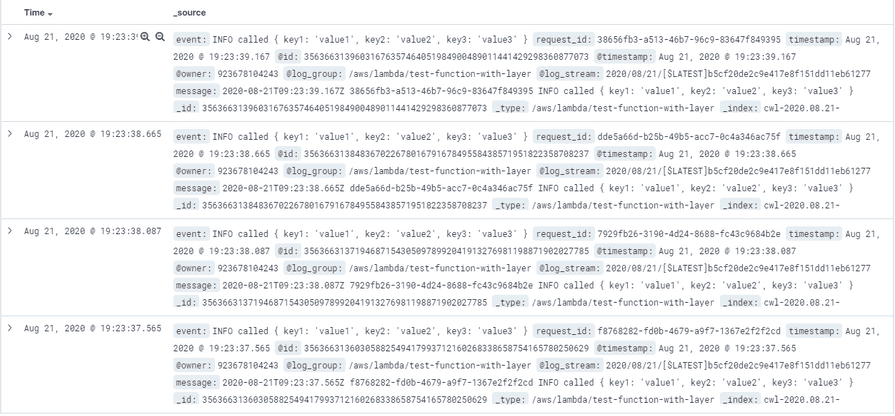 Time _source
Aug 21, 2020 @ 19:23:39 event: INFO called { key1: 'value1', key2: 'value2', key3: 'value3' } request_id: 38656fb3-a513-46b7-96c9-83647f849395 timestamp: Aug 21,
2020 @ 19:23:39.167 @id: 35636631396031676357464051984900489011441429298360877073 @timestamp: Aug 21, 2020 @ 19:23:39.167
@owner: 923678104243 @log_group: /aws/lambda/test-function-with-layer @log_stream: 2020/08/21/[$LATEST]b5cf20de2c9e417e8f151dd11eb61277
message: 2020-08-21T09:23:39.167Z 38656fb3-a513-46b7-96c9-83647f849395 INFO called { key1: 'value1', key2: 'value2', key3: 'value3' }
_id: 35636631396031676357464051984900489011441429298360877073 _type: /aws/lambda/test-function-with-layer _index: cwl-2020.08.21-
Aug 21, 2020 @ 19:23:38.665 event: INFO called { key1: 'value1', key2: 'value2', key3: 'value3' } request_id: dde5a66d-b25b-49b5-acc7-0c4a346ac75f timestamp: Aug 21,
2020 @ 19:23:38.665 @id: 35636631384836702267801679167849558438571951822358708237 @timestamp: Aug 21, 2020 @ 19:23:38.665
@owner: 923678104243 @log_group: /aws/lambda/test-function-with-layer @log_stream: 2020/08/21/[$LATEST]b5cf20de2c9e417e8f151dd11eb61277
message: 2020-08-21T09:23:38.665Z dde5a66d-b25b-49b5-acc7-0c4a346ac75f INFO called { key1: 'value1', key2: 'value2', key3: 'value3' }
_id: 35636631384836702267801679167849558438571951822358708237 _type: /aws/lambda/test-function-with-layer _index: cwl-2020.08.21-
Aug 21, 2020 @ 19:23:38.087 event: INFO called { key1: 'value1', key2: 'value2', key3: 'value3' } request_id: 7929fb26-3190-4d24-8688-fc43c9684b2e timestamp: Aug 21,
2020 @ 19:23:38.087 @id: 35636631371946871543050978992041913276981198871902027785 @timestamp: Aug 21, 2020 @ 19:23:38.087
@owner: 923678104243 @log_group: /aws/lambda/test-function-with-layer @log_stream: 2020/08/21/[$LATEST]b5cf20de2c9e417e8f151dd11eb61277
message: 2020-08-21T09:23:38.087Z 7929fb26-3190-4d24-8688-fc43c9684b2e INFO called { key1: 'value1', key2: 'value2', key3: 'value3' }
_id: 35636631371946871543050978992041913276981198871902027785 _type: /aws/lambda/test-function-with-layer _index: cwl-2020.08.21-
Aug 21, 2020 @ 19:23:37.565 event: INFO called { key1: 'value1', key2: 'value2', key3: 'value3' } request_id: f8768282-fd0b-4679-a9f7-1367e2f2f2cd timestamp: Aug 21,
2020 @ 19:23:37.565 @id: 35636631360305882549417993712160268338658754165780250629 @timestamp: Aug 21, 2020 @ 19:23:37.565
@owner: 923678104243 @log_group: /aws/lambda/test-function-with-layer @log_stream: 2020/08/21/[$LATEST]b5cf20de2c9e417e8f151dd11eb61277
message: 2020-08-21T09:23:37.565Z f8768282-fd0b-4679-a9f7-1367e2f2f2cd INFO called { key1: 'value1', key2: 'value2', key3: 'value3' }
_id: 35636631360305882549417993712160268338658754165780250629 _type: /aws/lambda/test-function-with-layer _index: cwl-2020.08.21-